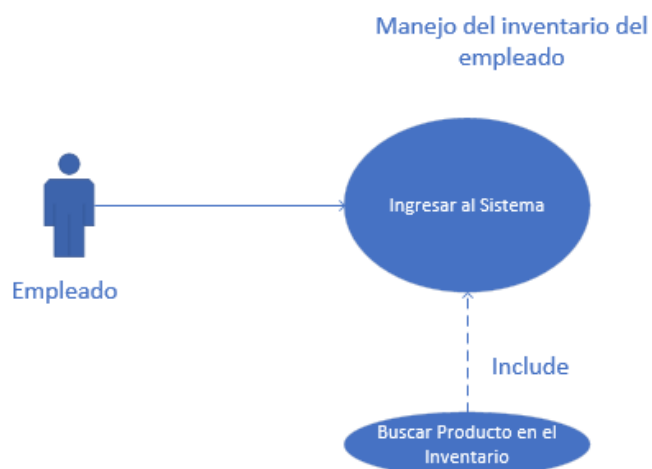 Manejo del inventario del
empleado
Ingresar al Sistema
Empleado
Include
Buscar Producto en el
Inventario